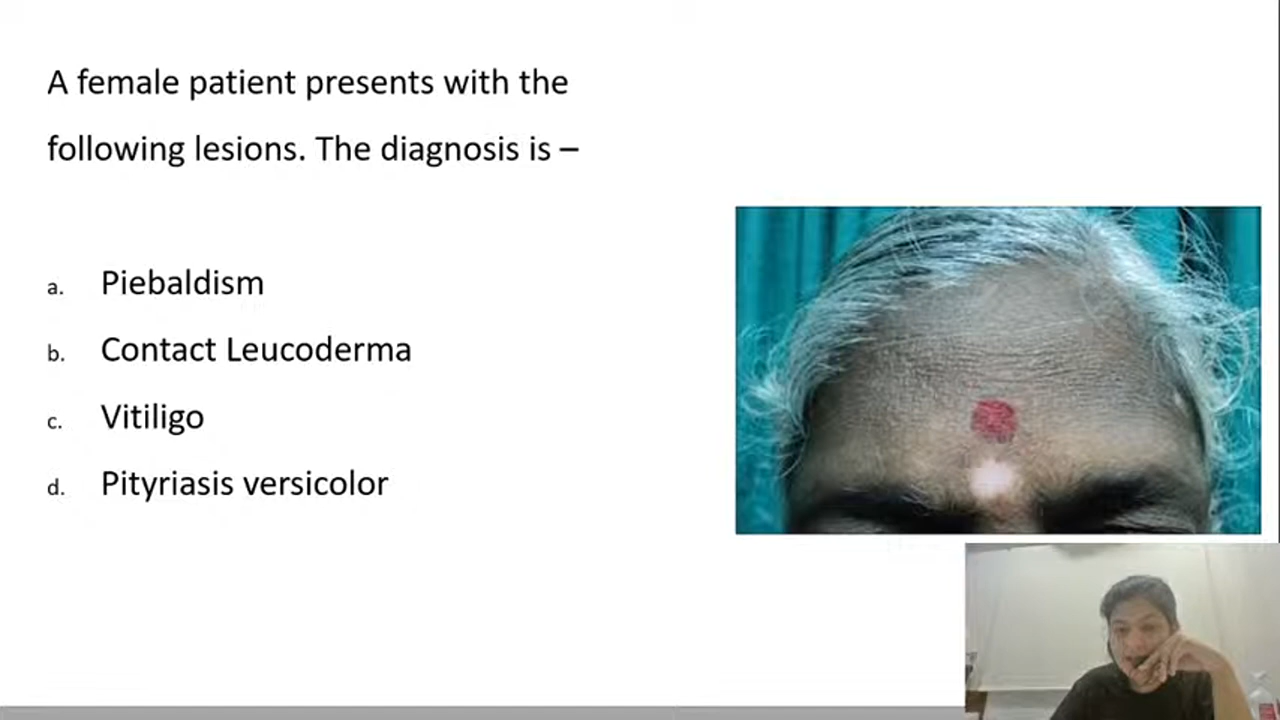 A female patient presents with the
following lesions. The diagnosis is –
a. Piebaldism
b. Contact Leucoderma
c. Vitiligo
d. Pityriasis versicolor